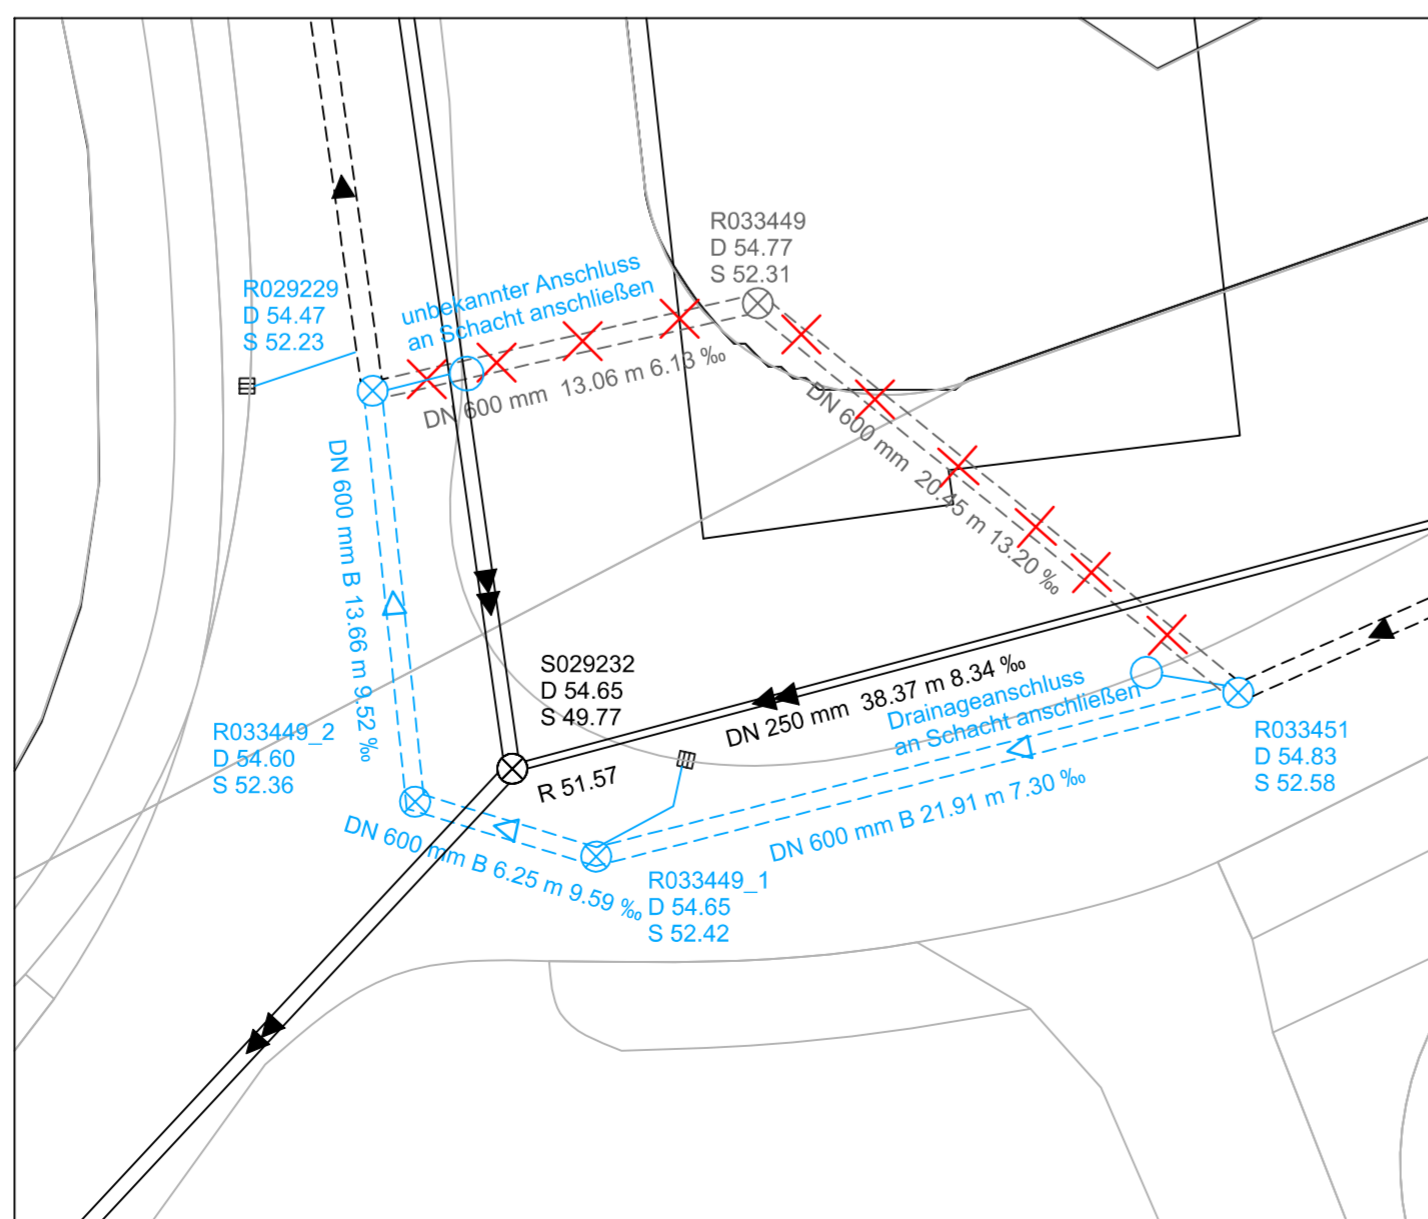 R033449
D 54.77
S 52.31
R029229
D 54.47
S 52.23
unbekannter Anschluss
an Schacht anschließen
DN 600 mm 13.06 m 6.13 ‰
DN 600 mm 20.45 m 13.20 ‰
DN 600 mm B 13.66 m 9.52 ‰
S029232
D 54.65
S 49.77
DN 250 mm 38.37 m 8.34 ‰
Drainageanschluss
an Schacht anschließen
R033449_2
D 54.60
S 52.36
R 51.57
R033451
D 54.83
S 52.58
DN 600 mm B 21.91 m 7.30 ‰
DN 600 mm B 6.25 m 9.59 ‰
R033449_1
D 54.65
S 52.42